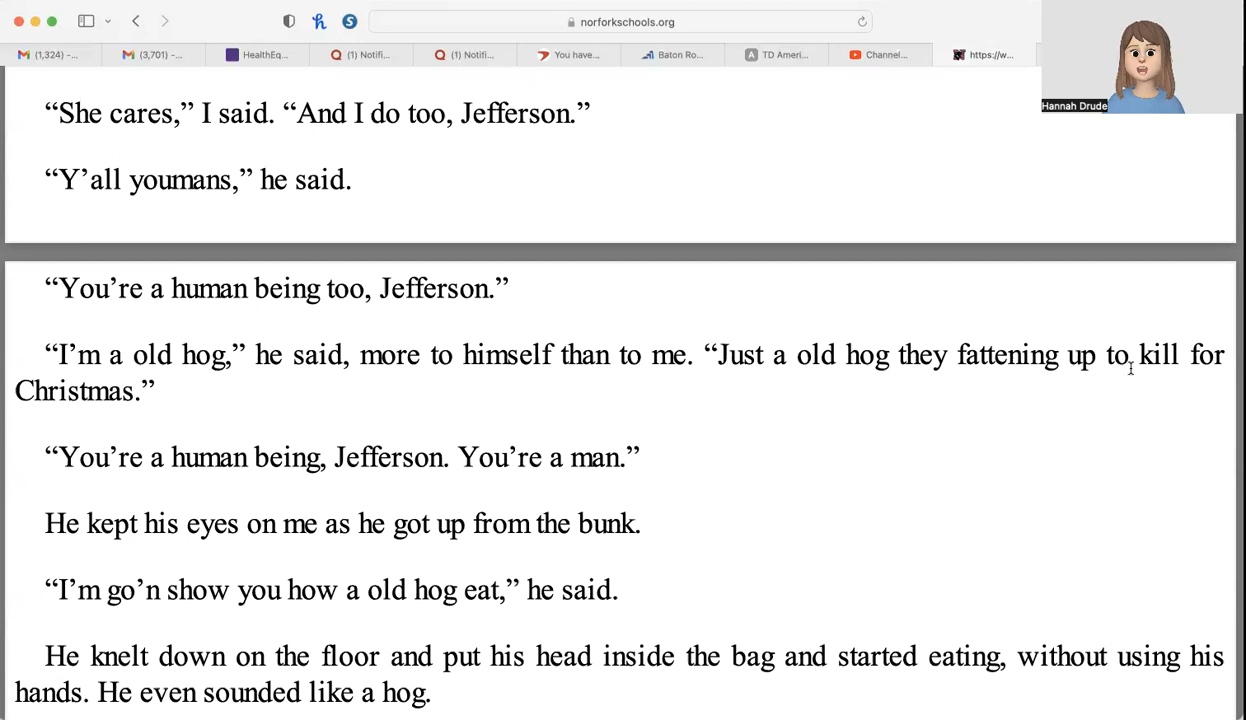 norforkschools.org
(1,324) -...
(3,701) -...
HealthEq...
(1) Notifi...
(1) Notifi...
You have...
Baton Ro...
TD Ameri...
Channel...
https://w...
Hannah Drude
“She cares,” I said. “And I do too, Jefferson.”
“Y’all youmans,” he said.
“You’re a human being too, Jefferson.”
“I’m a old hog,” he said, more to himself than to me. “Just a old hog they fattening up to kill for
Christmas.”
“You’re a human being, Jefferson. You’re a man.”
He kept his eyes on me as he got up from the bunk.
“I’m go’n show you how a old hog eat,” he said.
He knelt down on the floor and put his head inside the bag and started eating, without using his
hands. He even sounded like a hog.